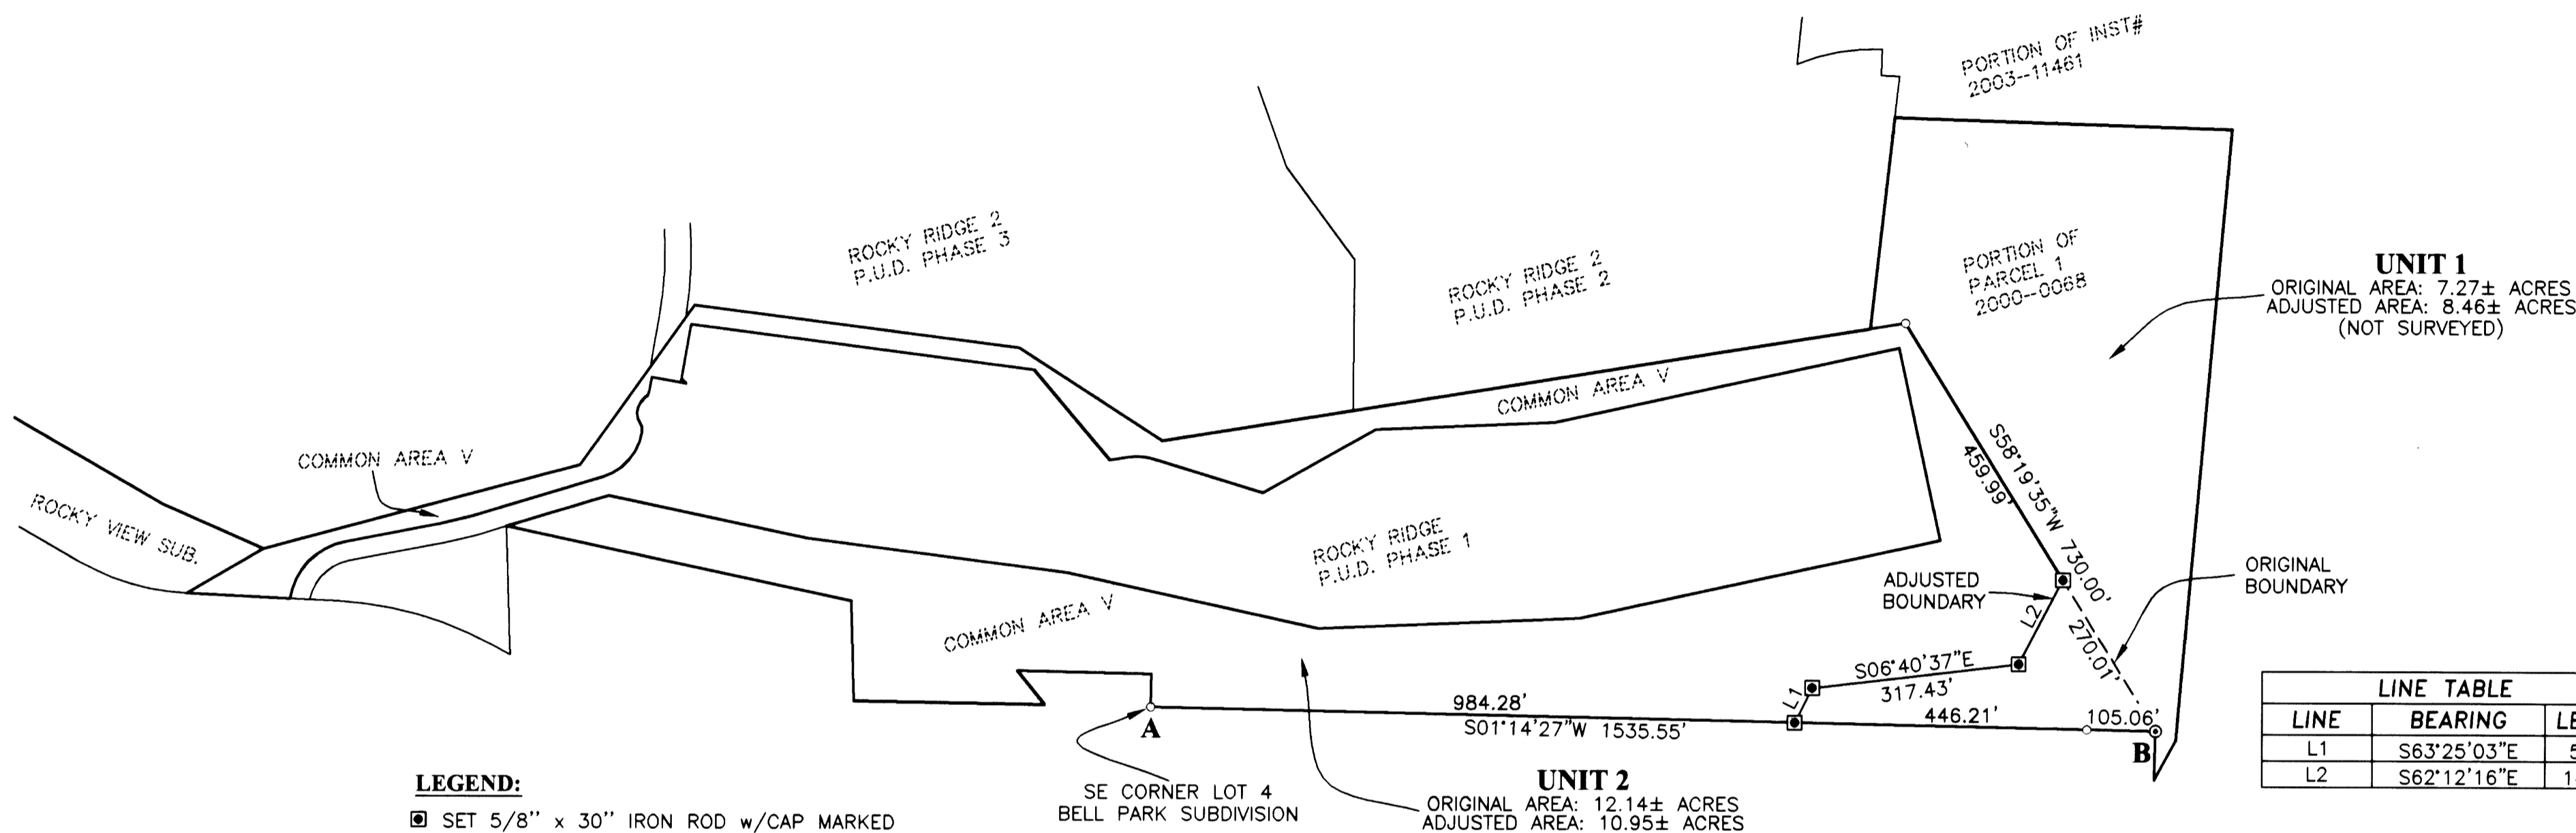 PORTION OF INST#
2003--11461
ROCKY RIDGE 2
P.U.D. PHASE 3
ROCKY RIDGE 2
P.U.D. PHASE 2
PORTION OF
PARCEL 1
2000--0068
UNIT 1
ORIGINAL AREA: 7.27± ACRES
ADJUSTED AREA: 8.46± ACRES
(NOT SURVEYED)
COMMON AREA V
COMMON AREA V
ROCKY VIEW SUB.
S58°19'35"W 730.00'
459.99'
270.01'
ROCKY RIDGE
P.U.D. PHASE 1
ADJUSTED
BOUNDARY
ORIGINAL
BOUNDARY
COMMON AREA V
L2
S06°40'37"E
317.43'
L1
984.28'
S01°14'27"W 1535.55'
446.21'
105.06'
A
B
SE CORNER LOT 4
BELL PARK SUBDIVISION
UNIT 2
ORIGINAL AREA: 12.14± ACRES
ADJUSTED AREA: 10.95± ACRES
LINE TABLE
LINE BEARING LE
L1 S63°25'03"E 5
L2 S62°12'16"E 1
LEGEND:
SET 5/8" x 30" IRON ROD w/CAP MARKED